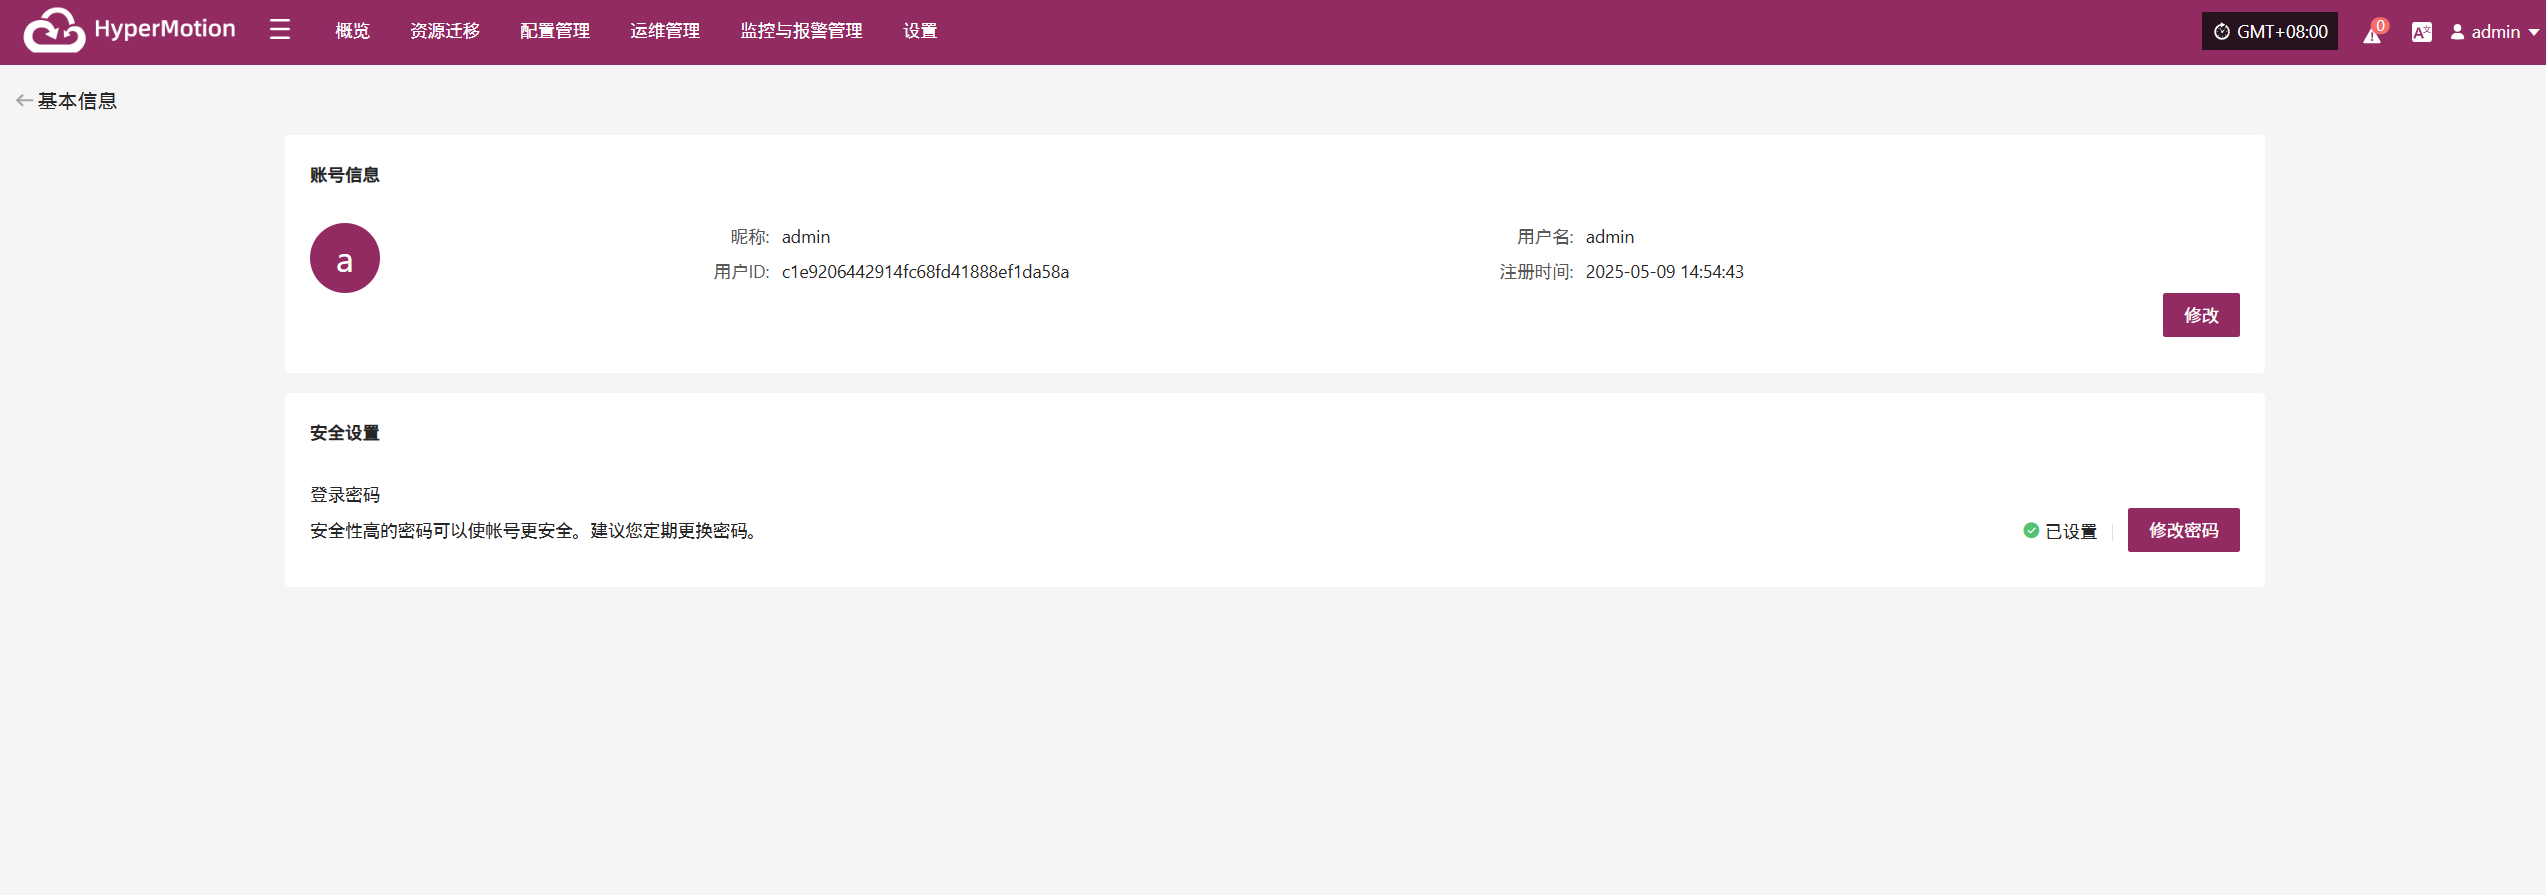 HyperMotion 概览 资源迁移 配置管理 运维管理 监控与报警管理 设置 GMT+08:00 0 A文 admin
基本信息
账号信息
a
昵称: admin 用户名: admin
用户ID: c1e9206442914fc68fd41888ef1da58a 注册时间: 2025-05-09 14:54:43
修改
安全设置
登录密码
安全性高的密码可以使帐号更安全。建议您定期更换密码。 已设置 修改密码